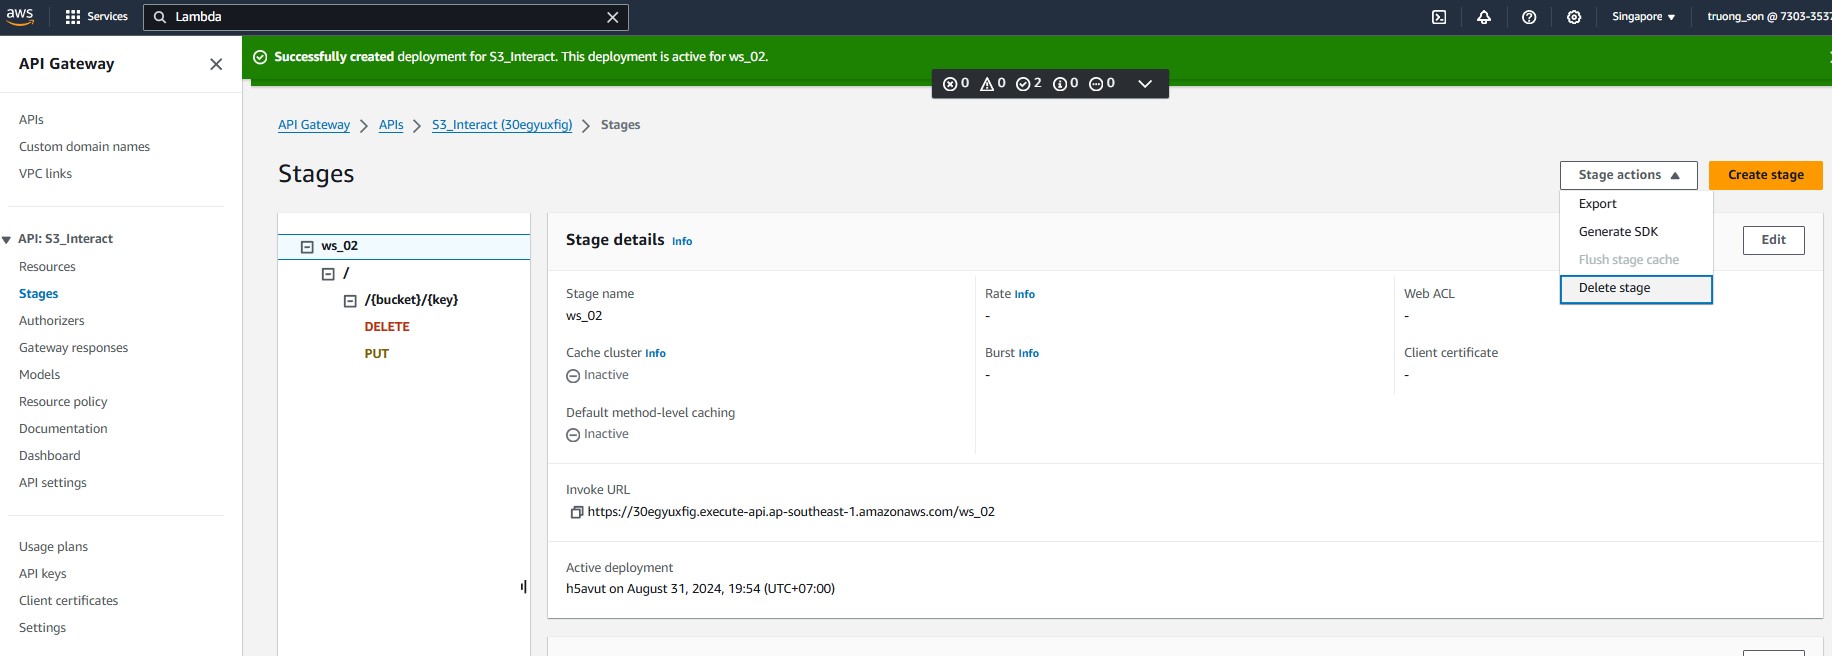 aws
Services
Lambda
Singapore
truong_son @ 7303-3537
API Gateway
Successfully created deployment for S3_Interact. This deployment is active for ws_02.
0 0 2 0 0
APIs
Custom domain names
VPC links
API: S3_Interact
Resources
Stages
Authorizers
Gateway responses
Models
Resource policy
Documentation
Dashboard
API settings
Usage plans
API keys
Client certificates
Settings
API Gateway > APIs > S3_Interact (30egyuxfig) > Stages
Stages
Stage actions
Create stage
Export
Generate SDK
Flush stage cache
Delete stage
ws_02
/
/{bucket}/{key}
DELETE
PUT
Stage details Info
Edit
Stage name
ws_02
Rate Info
-
Web ACL
-
Cache cluster Info
Inactive
Burst Info
-
Client certificate
-
Default method-level caching
Inactive
Invoke URL
https://30egyuxfig.execute-api.ap-southeast-1.amazonaws.com/ws_02
Active deployment
h5avut on August 31, 2024, 19:54 (UTC+07:00)